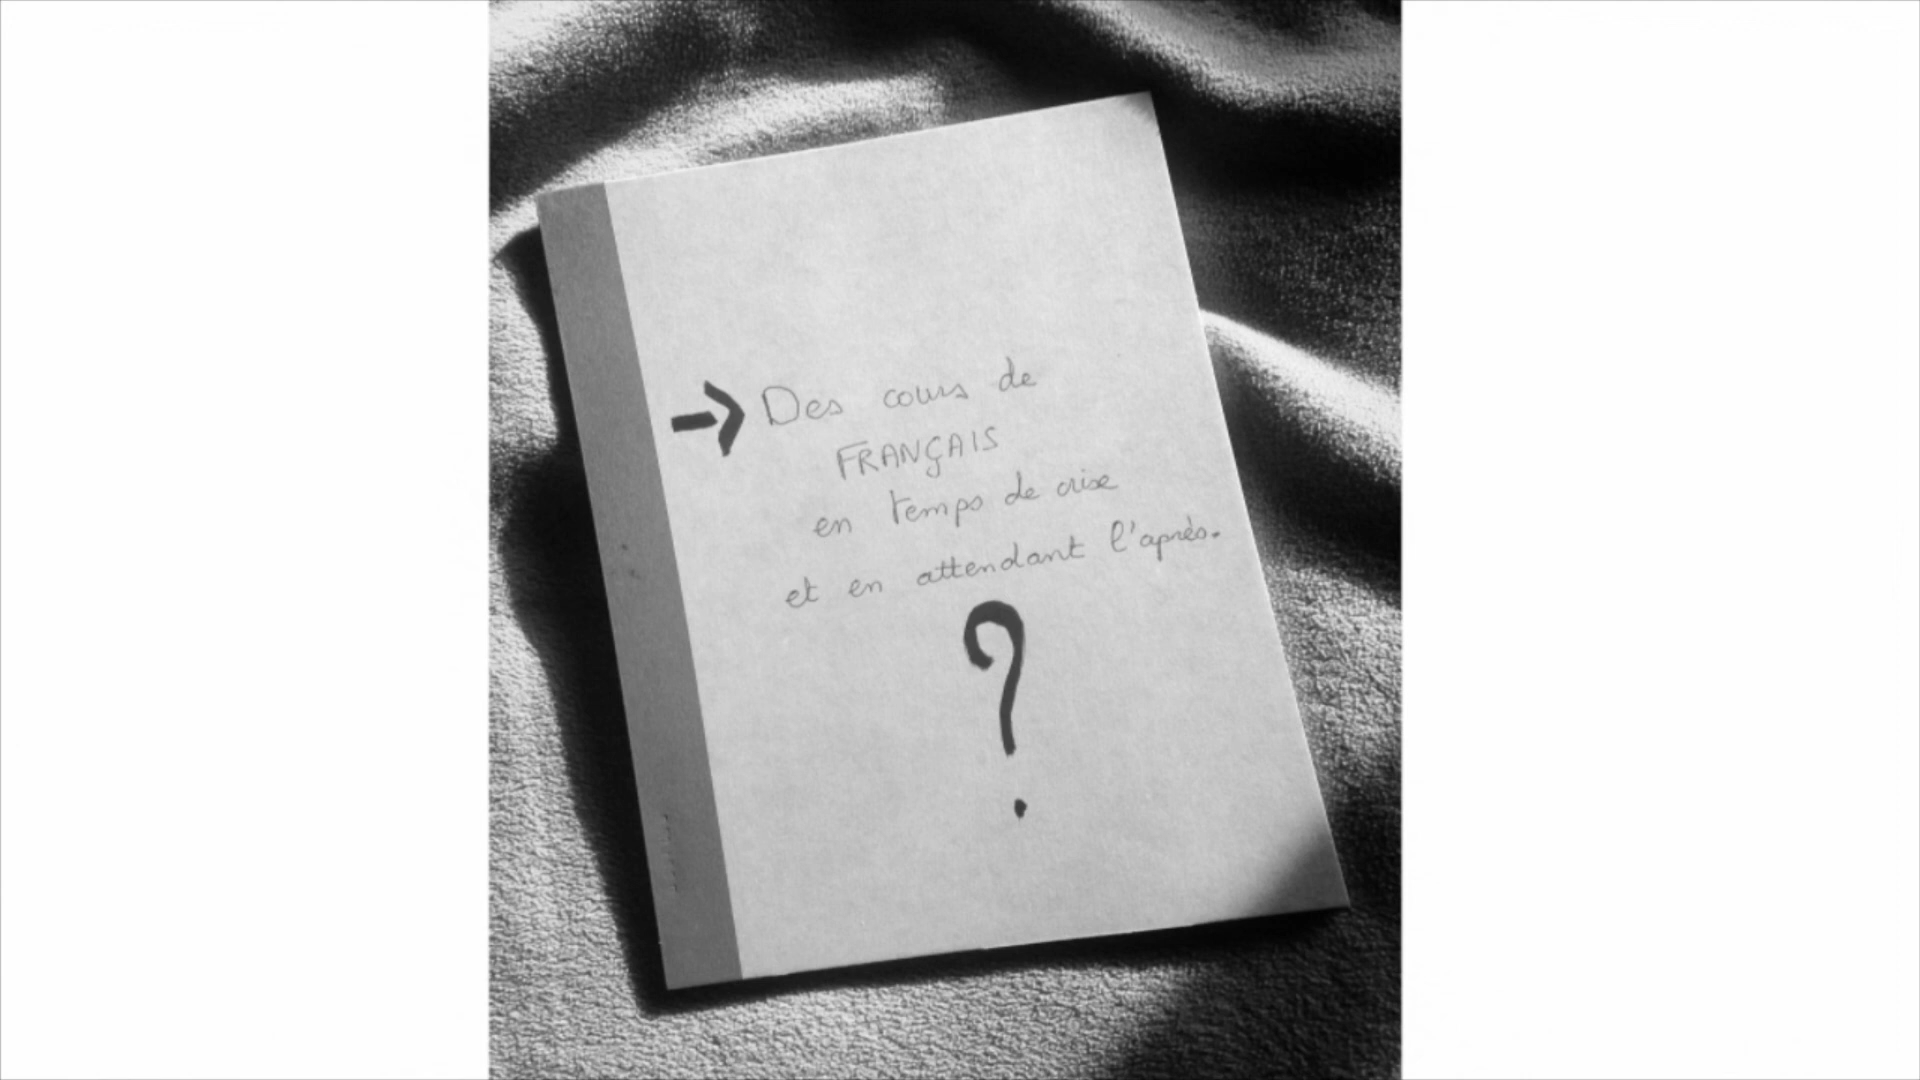 → Des cours de
FRANÇAIS
en temps de crise
et en attendant l'après.
?